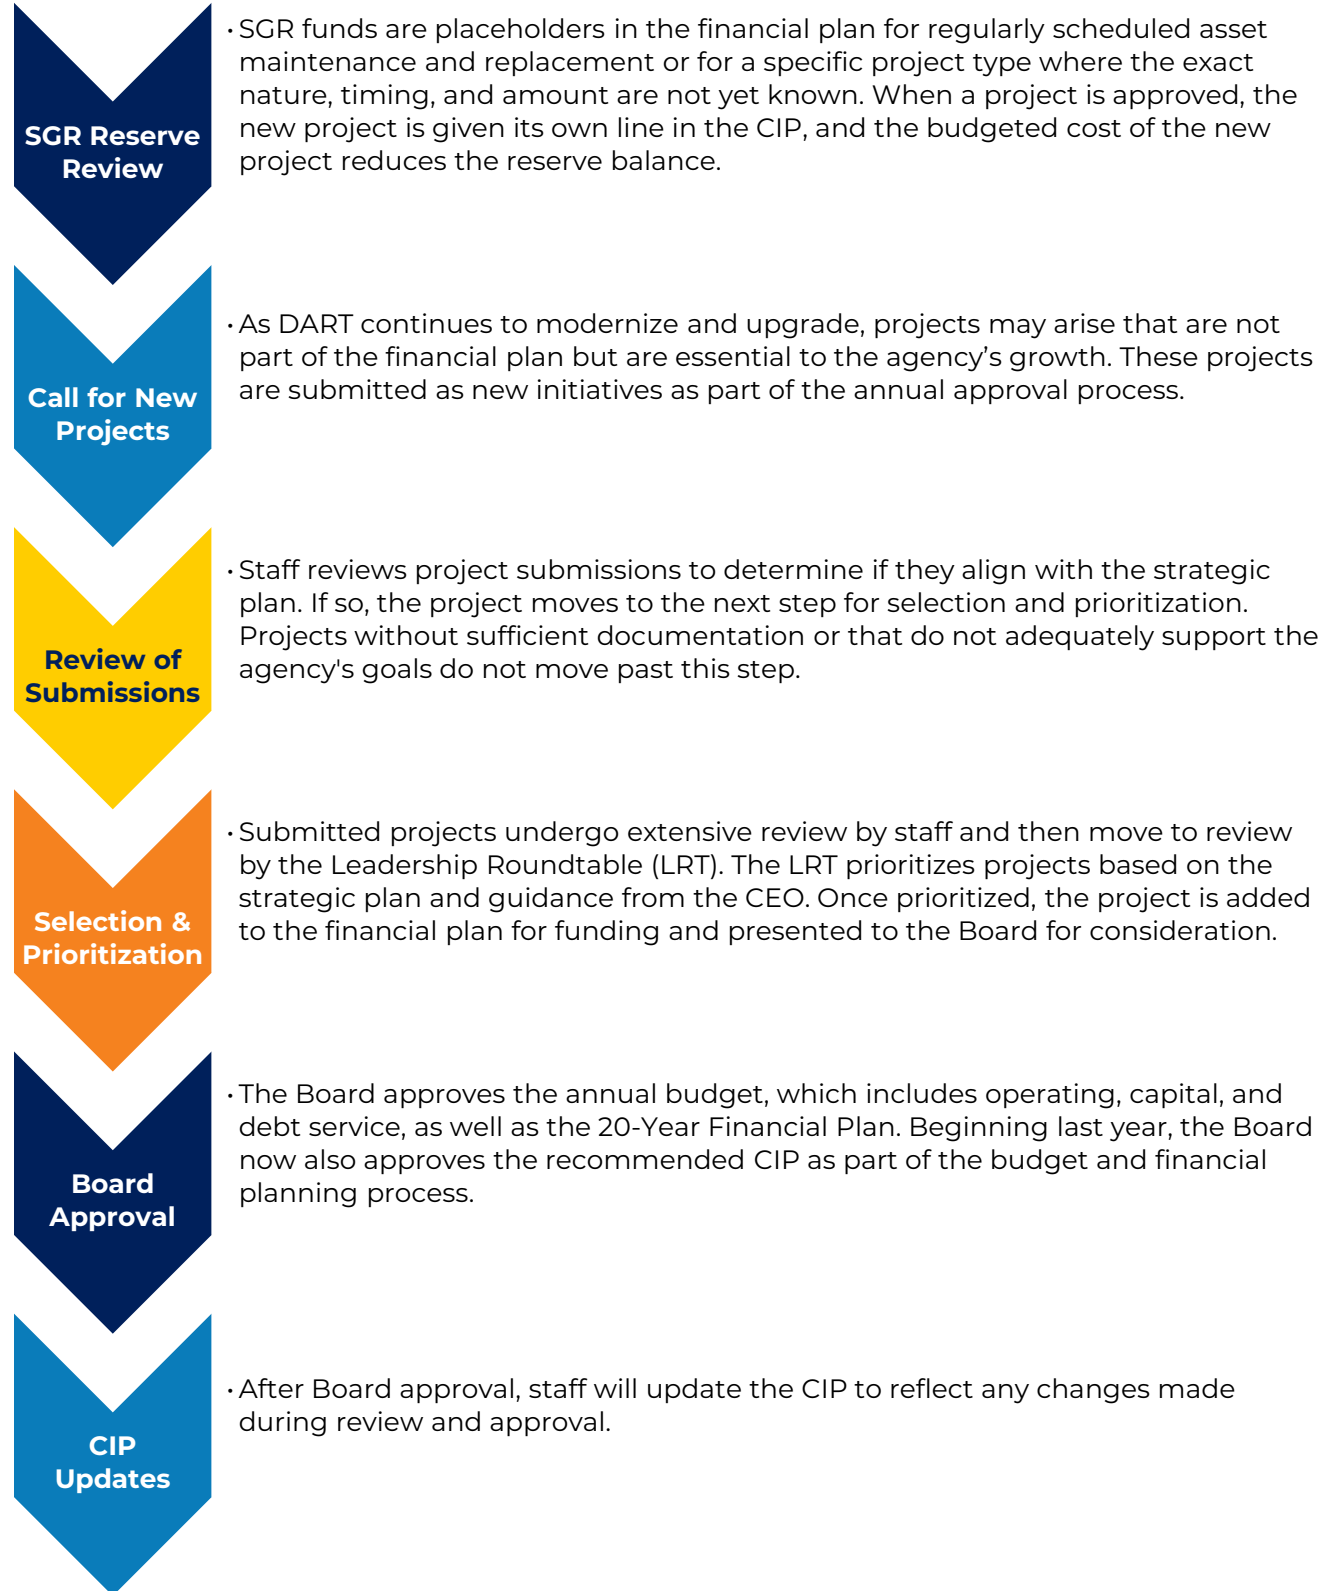 SGR Reserve
Review
· SGR funds are placeholders in the financial plan for regularly scheduled asset
maintenance and replacement or for a specific project type where the exact
nature, timing, and amount are not yet known. When a project is approved, the
new project is given its own line in the CIP, and the budgeted cost of the new
project reduces the reserve balance.
Call for New
Projects
· As DART continues to modernize and upgrade, projects may arise that are not
part of the financial plan but are essential to the agency’s growth. These projects
are submitted as new initiatives as part of the annual approval process.
Review of
Submissions
· Staff reviews project submissions to determine if they align with the strategic
plan. If so, the project moves to the next step for selection and prioritization.
Projects without sufficient documentation or that do not adequately support the
agency's goals do not move past this step.
Selection &
Prioritization
· Submitted projects undergo extensive review by staff and then move to review
by the Leadership Roundtable (LRT). The LRT prioritizes projects based on the
strategic plan and guidance from the CEO. Once prioritized, the project is added
to the financial plan for funding and presented to the Board for consideration.
Board
Approval
· The Board approves the annual budget, which includes operating, capital, and
debt service, as well as the 20-Year Financial Plan. Beginning last year, the Board
now also approves the recommended CIP as part of the budget and financial
planning process.
CIP
Updates
· After Board approval, staff will update the CIP to reflect any changes made
during review and approval.